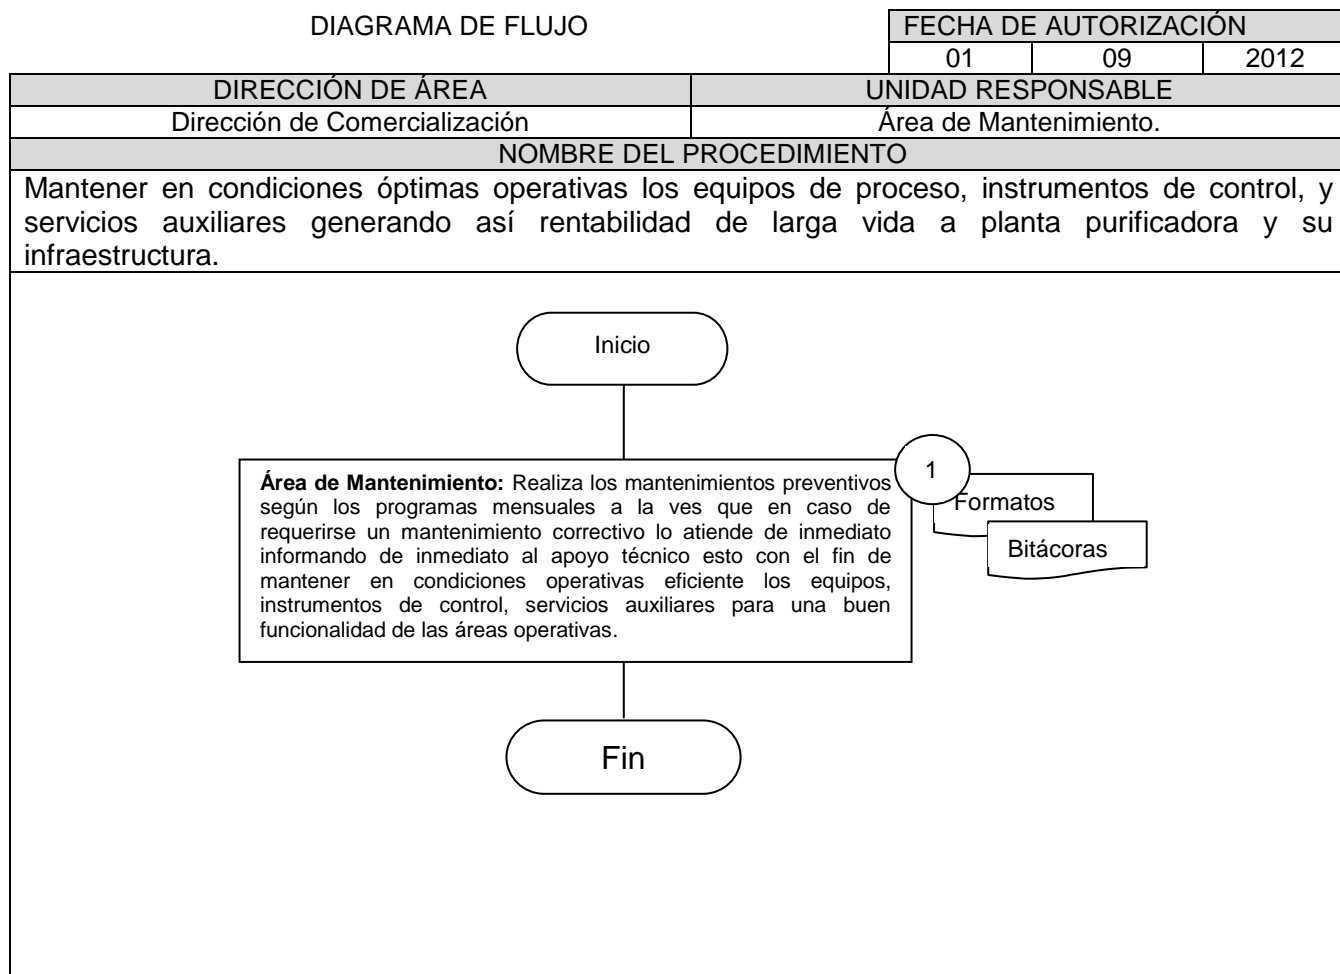 DIAGRAMA DE FLUJO
FECHA DE AUTORIZACIÓN
01 09 2012
DIRECCIÓN DE ÁREA UNIDAD RESPONSABLE
Dirección de Comercialización Área de Mantenimiento.
NOMBRE DEL PROCEDIMIENTO
Mantener en condiciones óptimas operativas los equipos de proceso, instrumentos de control, y
servicios auxiliares generando así rentabilidad de larga vida a planta purificadora y su
infraestructura.
Inicio
Área de Mantenimiento: Realiza los mantenimientos preventivos
según los programas mensuales a la ves que en caso de
requerirse un mantenimiento correctivo lo atiende de inmediato
informando de inmediato al apoyo técnico esto con el fin de
mantener en condiciones operativas eficiente los equipos,
instrumentos de control, servicios auxiliares para una buen
funcionalidad de las áreas operativas.
1
Formatos
Bitácoras
Fin